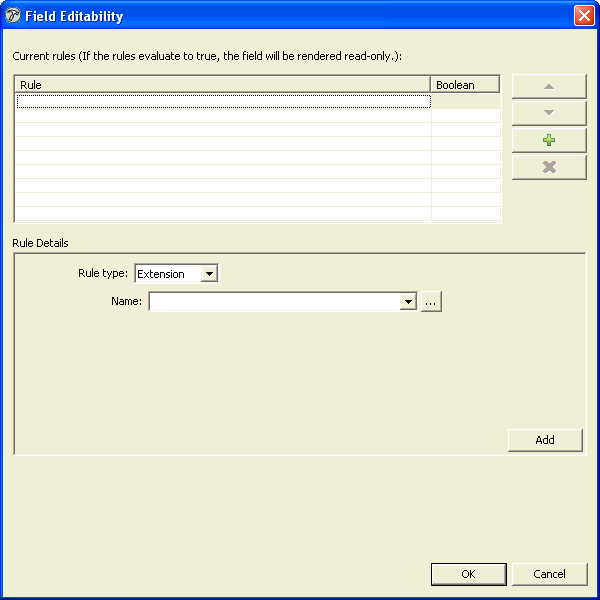 Field Editability
Current rules (If the rules evaluate to true, the field will be rendered read-only.):
Rule Boolean
Rule Details
Rule type: Extension
Name: ...
Add
OK Cancel